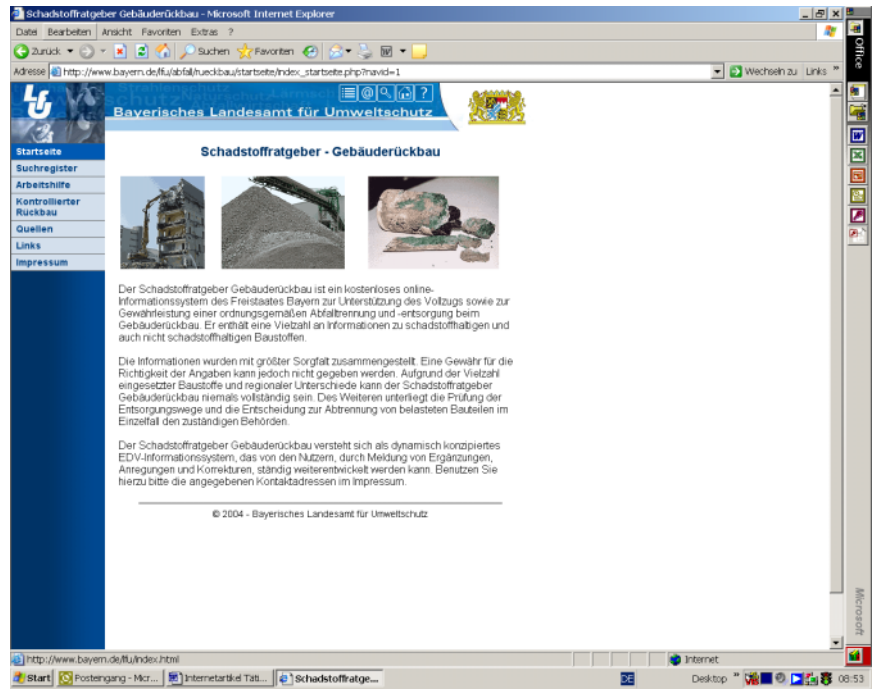 Schadstoffratgeber Gebäuderückbau - Microsoft Internet Explorer
Datei Bearbeiten Ansicht Favoriten Extras ?
Zurück Suchen Favoriten
Adresse http://www.bayern.de/lfu/abfall/rueckbau/startseite/index_startseite.php?navid=1 Wechseln zu Links »
Office
Bayerisches Landesamt für Umweltschutz
Startseite
Suchregister
Arbeitshilfe
Kontrollierter
Rückbau
Quellen
Links
Impressum
Schadstoffratgeber - Gebäuderückbau
Der Schadstoffratgeber Gebäuderückbau ist ein kostenloses online-
Informationssystem des Freistaates Bayern zur Unterstützung des Vollzugs sowie zur
Gewährleistung einer ordnungsgemäßen Abfalltrennung und -entsorgung beim
Gebäuderückbau. Er enthält eine Vielzahl an Informationen zu schadstoffhaltigen und
auch nicht schadstoffhaltigen Baustoffen.
Die Informationen wurden mit größter Sorgfalt zusammengestellt. Eine Gewähr für die
Richtigkeit der Angaben kann jedoch nicht gegeben werden. Aufgrund der Vielzahl
eingesetzter Baustoffe und regionaler Unterschiede kann der Schadstoffratgeber
Gebäuderückbau niemals vollständig sein. Des Weiteren unterliegt die Prüfung der
Entsorgungswege und die Entscheidung zur Abtrennung von belasteten Bauteilen im
Einzelfall den zuständigen Behörden.
Der Schadstoffratgeber Gebäuderückbau versteht sich als dynamisch konzipiertes
EDV-Informationssystem, das von den Nutzern, durch Meldung von Ergänzungen,
Anregungen und Korrekturen, ständig weiterentwickelt werden kann. Benutzen Sie
hierzu bitte die angegebenen Kontaktadressen im Impressum.
© 2004 - Bayerisches Landesamt für Umweltschutz
Microsoft
http://www.bayern.de/lfu/index.html Internet
Start Posteingang - Micr... Internetartikel Täti... Schadstoffratge... DE Desktop » 08:53